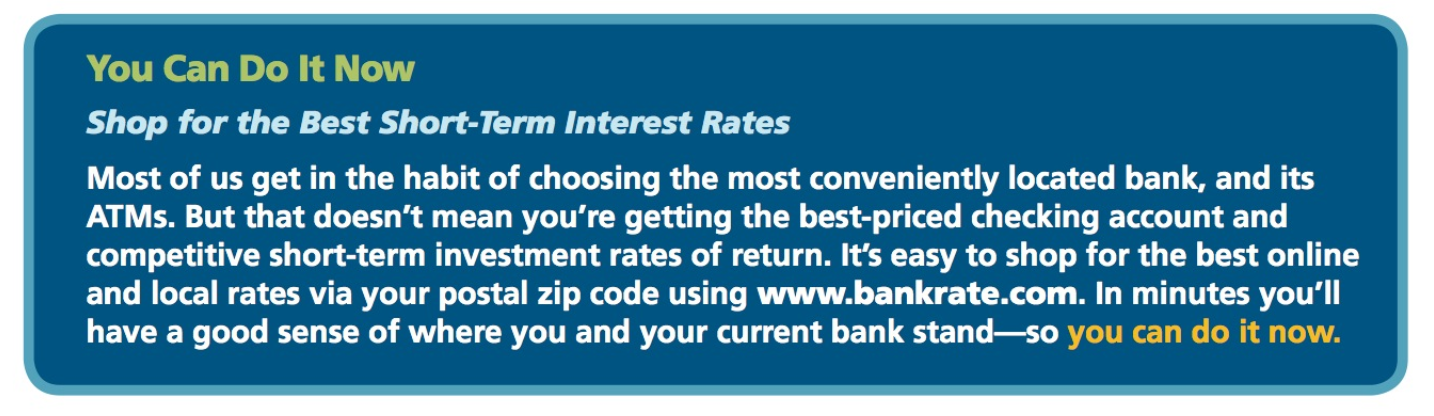 You Can Do It Now
Shop for the Best Short-Term Interest Rates
Most of us get in the habit of choosing the most conveniently located bank, and its
ATMs. But that doesn’t mean you’re getting the best-priced checking account and
competitive short-term investment rates of return. It’s easy to shop for the best online
and local rates via your postal zip code using www.bankrate.com. In minutes you’ll
have a good sense of where you and your current bank stand—so you can do it now.